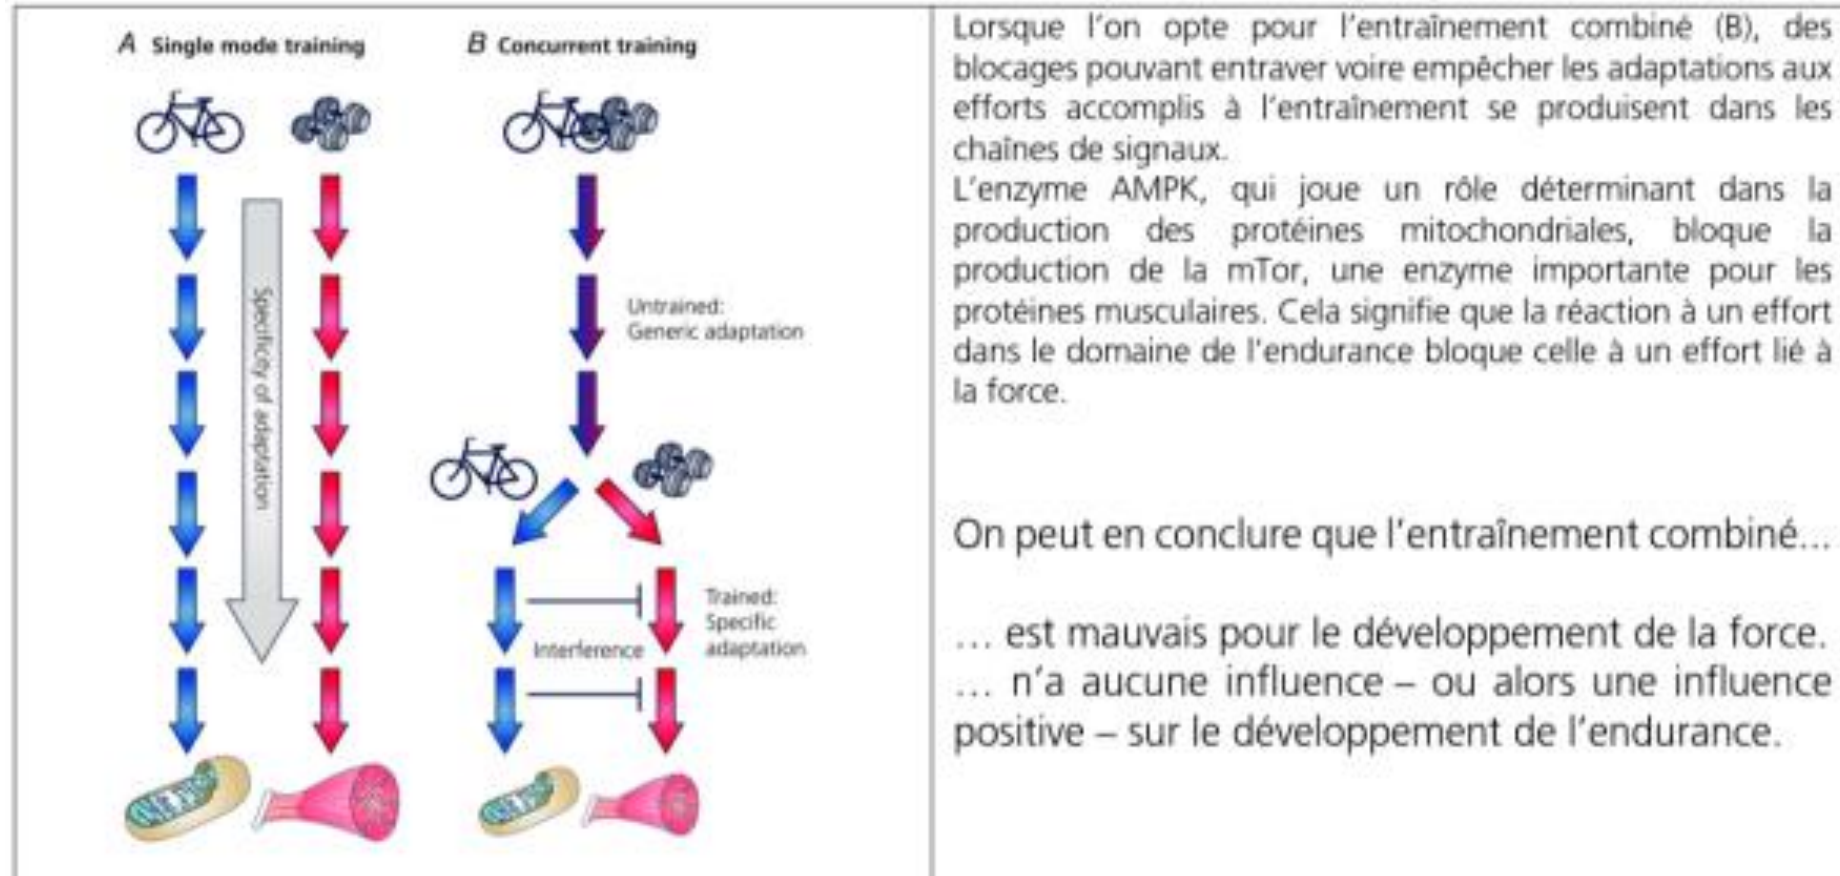 A Single mode training
B Concurrent training
Specificity of adaptation
Untrained:
Generic adaptation
Interference
Trained:
Specific
adaptation
Lorsque l'on opte pour l'entraînement combiné (B), des
blocages pouvant entraver voire empêcher les adaptations aux
efforts accomplis à l'entraînement se produisent dans les
chaînes de signaux.
L'enzyme AMPK, qui joue un rôle déterminant dans la
production des protéines mitochondriales, bloque la
production de la mTor, une enzyme importante pour les
protéines musculaires. Cela signifie que la réaction à un effort
dans le domaine de l'endurance bloque celle à un effort lié à
la force.
On peut en conclure que l'entraînement combiné...
... est mauvais pour le développement de la force.
... n'a aucune influence – ou alors une influence
positive – sur le développement de l'endurance.